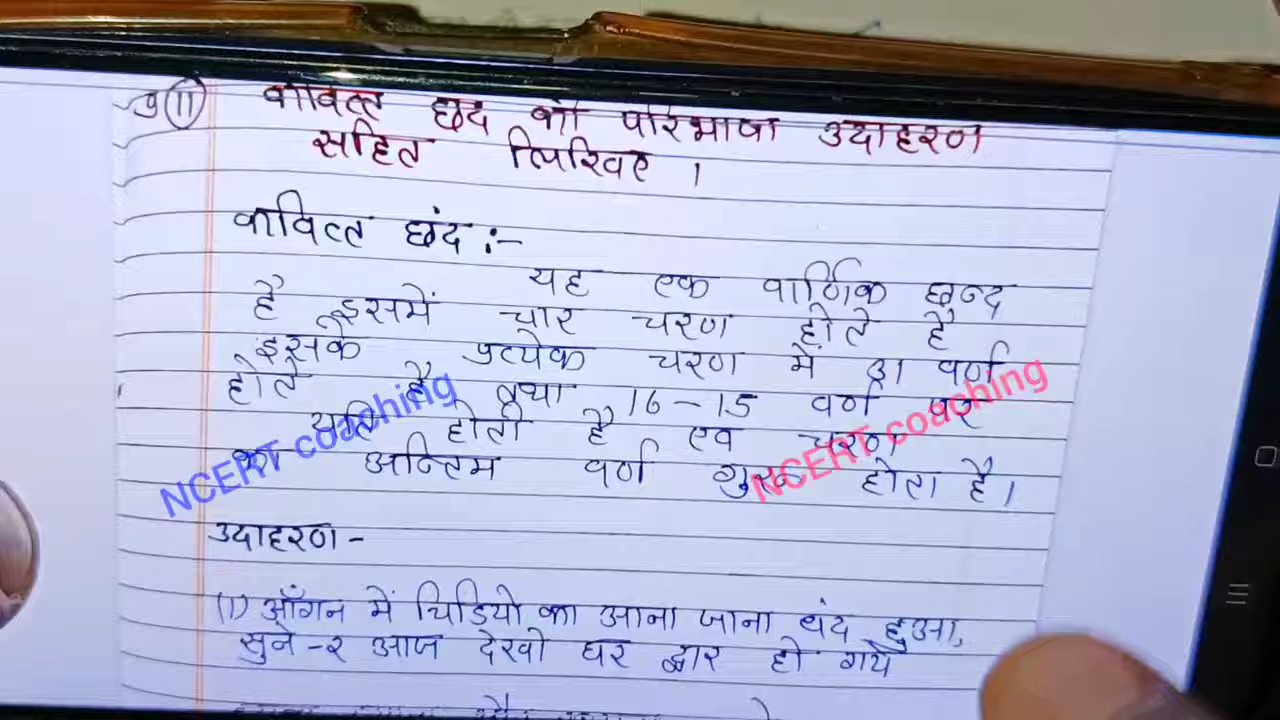 प्र 11 कवित्त छंद की परिभाषा उदाहरण
सहित लिखिए ।
कवित्त छंद :-
यह एक वार्णिक छन्द
है इसमें चार चरण होते है
इसके प्रत्येक चरण में 31 वर्ण
होते है तथा 16-15 वर्ण पर
यति होती है एव चरण
का अन्तिम वर्ण गुरू होता है।
NCERT coaching
NCERT coaching
उदाहरण -
(1) आँगन में चिडियो का आना जाना बंद हुआ,
सुने-२ आज देखो घर द्वार हो गये